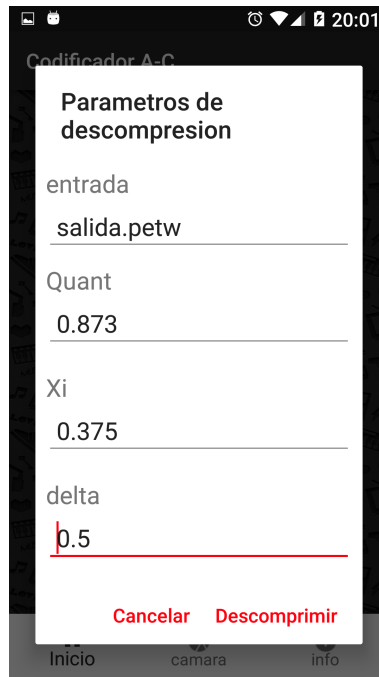 20:01
Codificador A-C
Parametros de
descompresion
entrada
salida.petw
Quant
0.873
Xi
0.375
delta
0.5
Cancelar Descomprimir
Inicio camara info